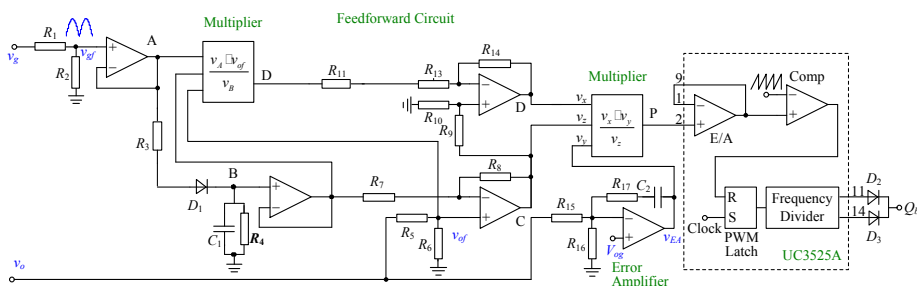 Multiplier
Feedforward Circuit
R1
vg
vgf
R2
A
vA vof
vB
D
R11
R13
R14
D
R10
R9
Multiplier
vx
vz
vy
vx vy
vz
P
9
1
2
E/A
Comp
R3
D1
B
C1
R4
R7
R8
R5
R6
vof
C
R15
R16
R17
C2
Vog
vEA
Error
Amplifier
R
S
Clock
PWM
Latch
Frequency
Divider
11
14
D2
D3
UC3525A
vo